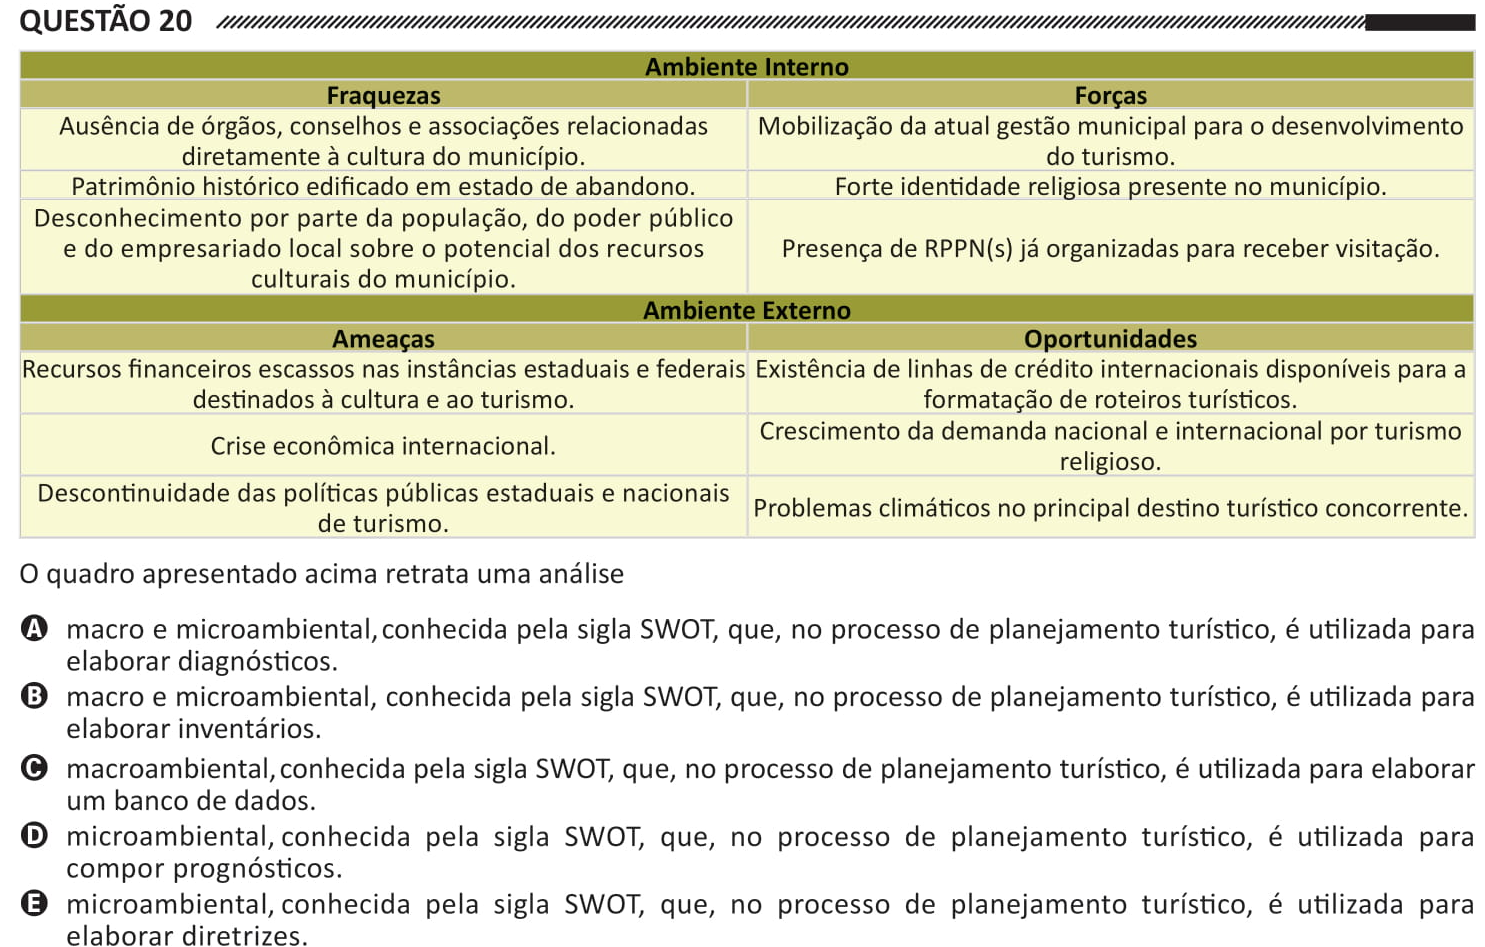 QUESTÃO 20
Ambiente Interno
Fraquezas
Forças
Ausência de órgãos, conselhos e associações relacionadas
diretamente à cultura do município.
Mobilização da atual gestão municipal para o desenvolvimento
do turismo.
Patrimônio histórico edificado em estado de abandono.
Forte identidade religiosa presente no município.
Desconhecimento por parte da população, do poder público
e do empresariado local sobre o potencial dos recursos
culturais do município.
Presença de RPPN(s) já organizadas para receber visitação.
Ambiente Externo
Ameaças
Oportunidades
Recursos financeiros escassos nas instâncias estaduais e federais
destinados à cultura e ao turismo.
Existência de linhas de crédito internacionais disponíveis para a
formatação de roteiros turísticos.
Crise econômica internacional.
Crescimento da demanda nacional e internacional por turismo
religioso.
Descontinuidade das políticas públicas estaduais e nacionais
de turismo.
Problemas climáticos no principal destino turístico concorrente.
O quadro apresentado acima retrata uma análise
A macro e microambiental, conhecida pela sigla SWOT, que, no processo de planejamento turístico, é utilizada para
elaborar diagnósticos.
B macro e microambiental, conhecida pela sigla SWOT, que, no processo de planejamento turístico, é utilizada para
elaborar inventários.
C macroambiental, conhecida pela sigla SWOT, que, no processo de planejamento turístico, é utilizada para elaborar
um banco de dados.
D microambiental, conhecida pela sigla SWOT, que, no processo de planejamento turístico, é utilizada para
compor prognósticos.
E microambiental, conhecida pela sigla SWOT, que, no processo de planejamento turístico, é utilizada para
elaborar diretrizes.